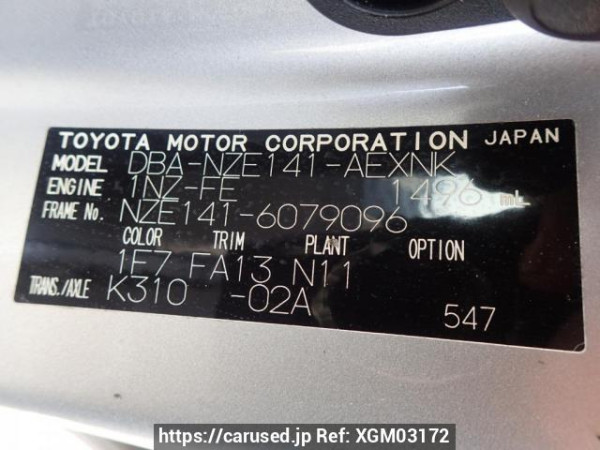 TOYOTA MOTOR CORPORATION JAPAN
MODEL DBA-NZE141-AEXNK
ENGINE 1NZ-FE 1496 mL
FRAME No. NZE141-6079096
COLOR TRIM PLANT OPTION
1F7 FA13 N11
TRANS./AXLE K310 -02A
547
https://carused.jp Ref: XGM03172